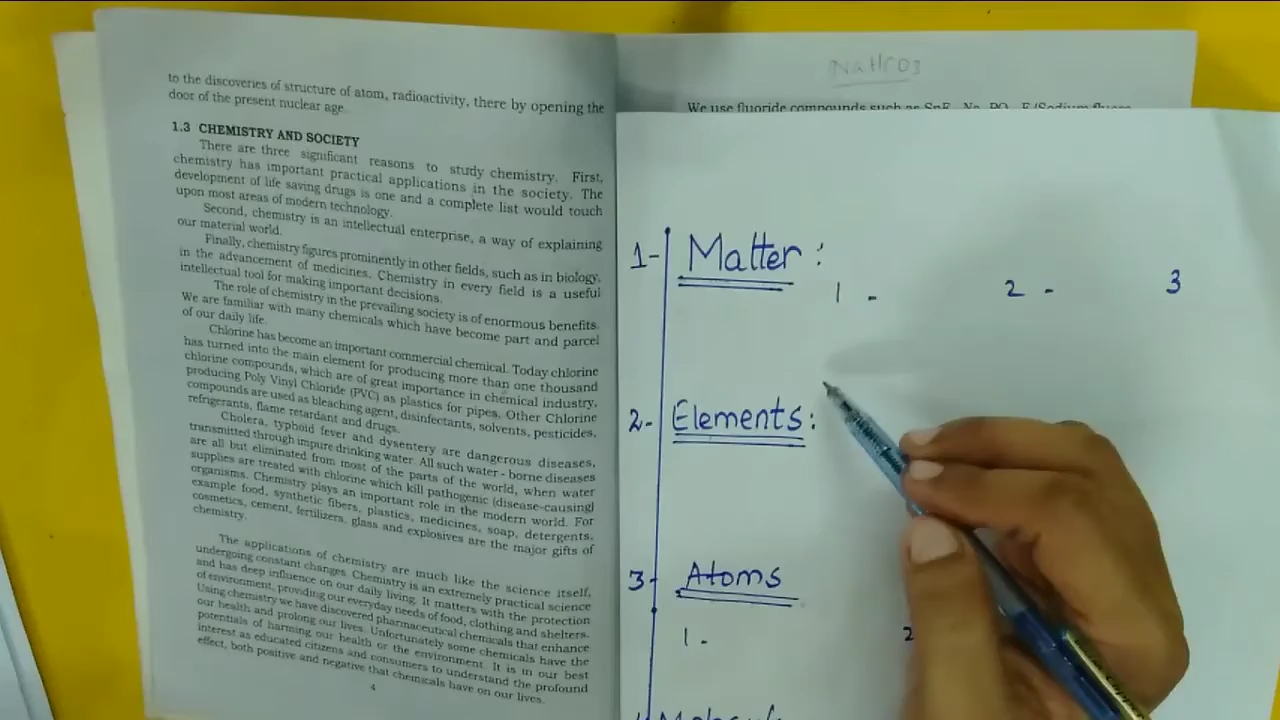 to the discoveries of structure of atom, radioactivity, there by opening the
door of the present nuclear age.
1.3 CHEMISTRY AND SOCIETY
There are three significant reasons to study chemistry. First,
chemistry has important practical applications in the society. The
development of life saving drugs is one and a complete list would touch
upon most areas of modern technology.
Second, chemistry is an intellectual enterprise, a way of explaining
our material world.
Finally, chemistry figures prominently in other fields, such as in biology,
in the advancement of medicines. Chemistry in every field is a useful
intellectual tool for making important decisions.
The role of chemistry in the prevailing society is of enormous benefits.
We are familiar with many chemicals which have become part and parcel
of our daily life.
Chlorine has become an important commercial chemical. Today chlorine
has turned into the main element for producing more than one thousand
chlorine compounds, which are of great importance in chemical industry,
producing Poly Vinyl Chloride (PVC) as plastics for pipes. Other Chlorine
compounds are used as bleaching agent, disinfectants, solvents, pesticides,
refrigerants, flame retardant and drugs.
Cholera, typhoid fever and dysentery are dangerous diseases,
transmitted through impure drinking water. All such water - borne diseases
are all but eliminated from most of the parts of the world, when water
supplies are treated with chlorine which kill pathogenic (disease-causing)
organisms. Chemistry plays an important role in the modern world. For
example food, synthetic fibers, plastics, medicines, soap, detergents,
cosmetics, cement, fertilizers, glass and explosives are the major gifts of
chemistry.
The applications of chemistry are much like the science itself,
undergoing constant changes. Chemistry is an extremely practical science
and has deep influence on our daily living. It matters with the protection
of environment, providing our everyday needs of food, clothing and shelters.
Using chemistry we have discovered pharmaceutical chemicals that enhance
our health and prolong our lives. Unfortunately some chemicals have the
potentials of harming our health or the environment. It is in our best
interest as educated citizens and consumers to understand the profound
effect, both positive and negative that chemicals have on our lives.
4
NaHCO3
We use fluoride compounds such as SnF
1- Matter :
1 - 2 - 3
2- Elements :
3- Atoms
1 - 2